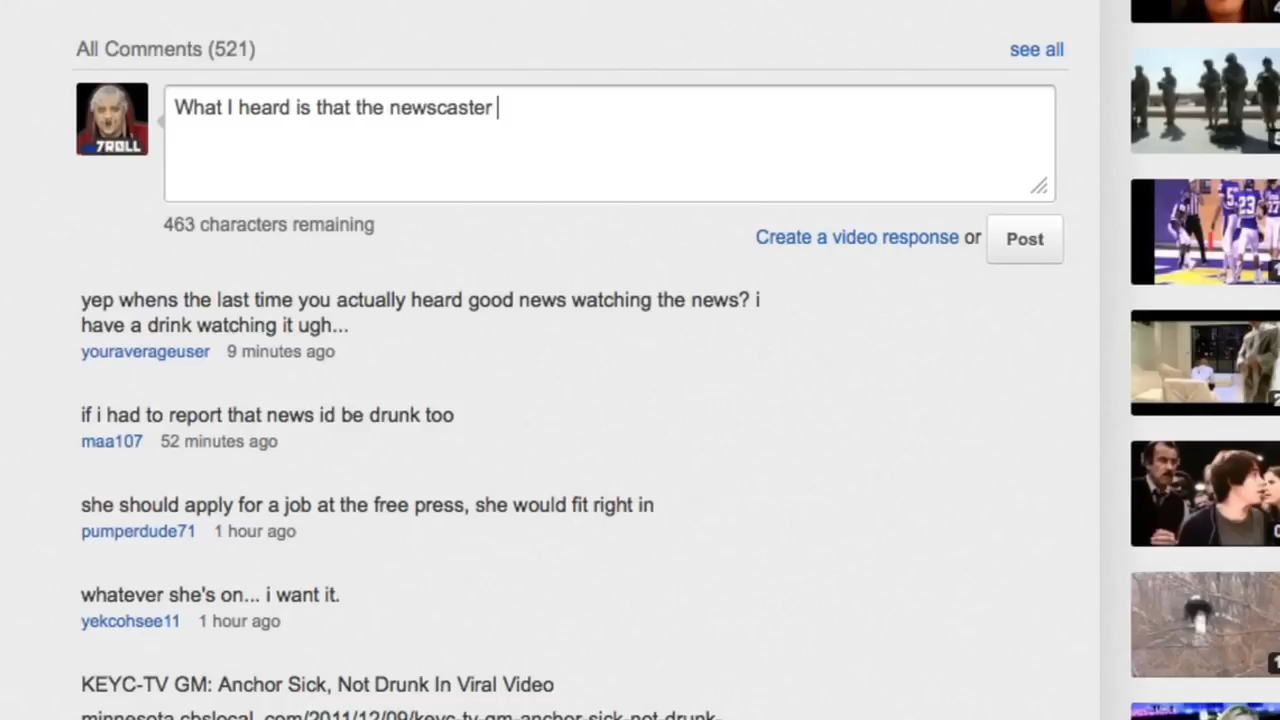 All Comments (521)
see all
What I heard is that the newscaster
7ROLL
463 characters remaining
Create a video response or
Post
yep whens the last time you actually heard good news watching the news? i
have a drink watching it ugh...
youraverageuser 9 minutes ago
if i had to report that news id be drunk too
maa107 52 minutes ago
she should apply for a job at the free press, she would fit right in
pumperdude71 1 hour ago
whatever she's on... i want it.
yekcohsee11 1 hour ago
KEYC-TV GM: Anchor Sick, Not Drunk In Viral Video
minnesota.cbslocal. com/2011/12/09/keyc-tv-gm-anchor-sick-not-drunk-
23